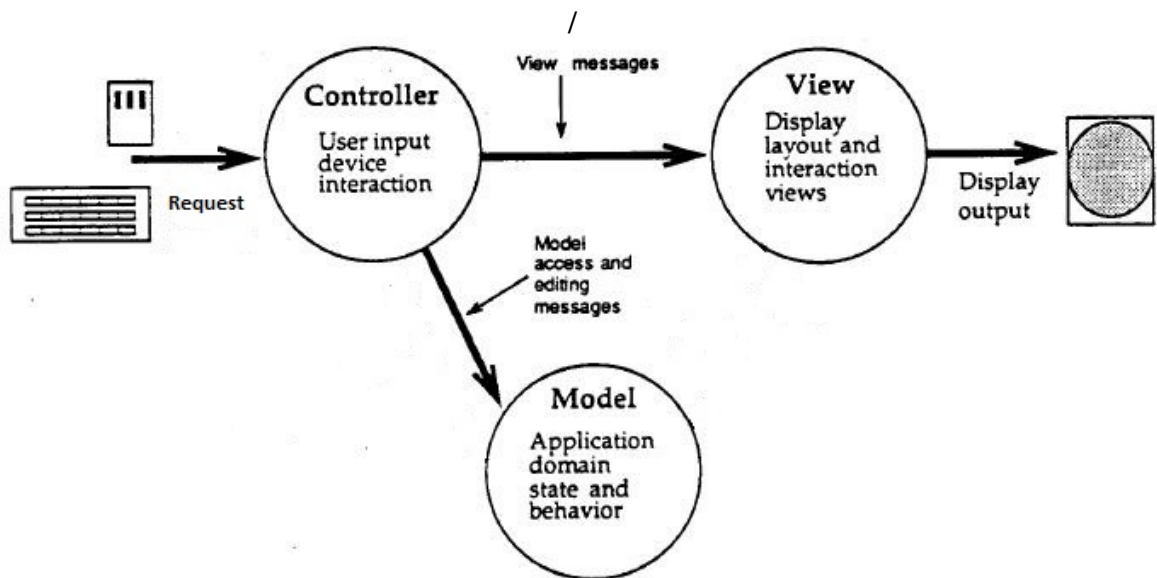 /
View messages
Controller
User input
device
interaction
View
Display
layout and
interaction
views
Request
Display
output
Model
access and
editing
messages
Model
Application
domain
state and
behavior